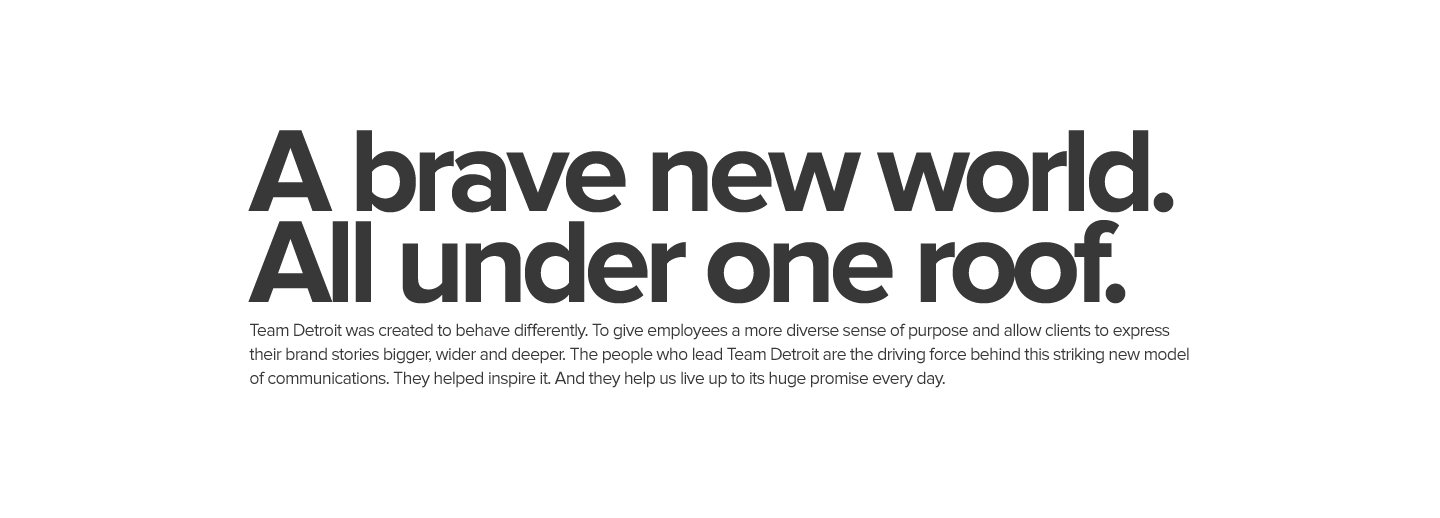 A brave new world.
All under one roof.
Team Detroit was created to behave differently. To give employees a more diverse sense of purpose and allow clients to express
their brand stories bigger, wider and deeper. The people who lead Team Detroit are the driving force behind this striking new model
of communications. They helped inspire it. And they help us live up to its huge promise every day.